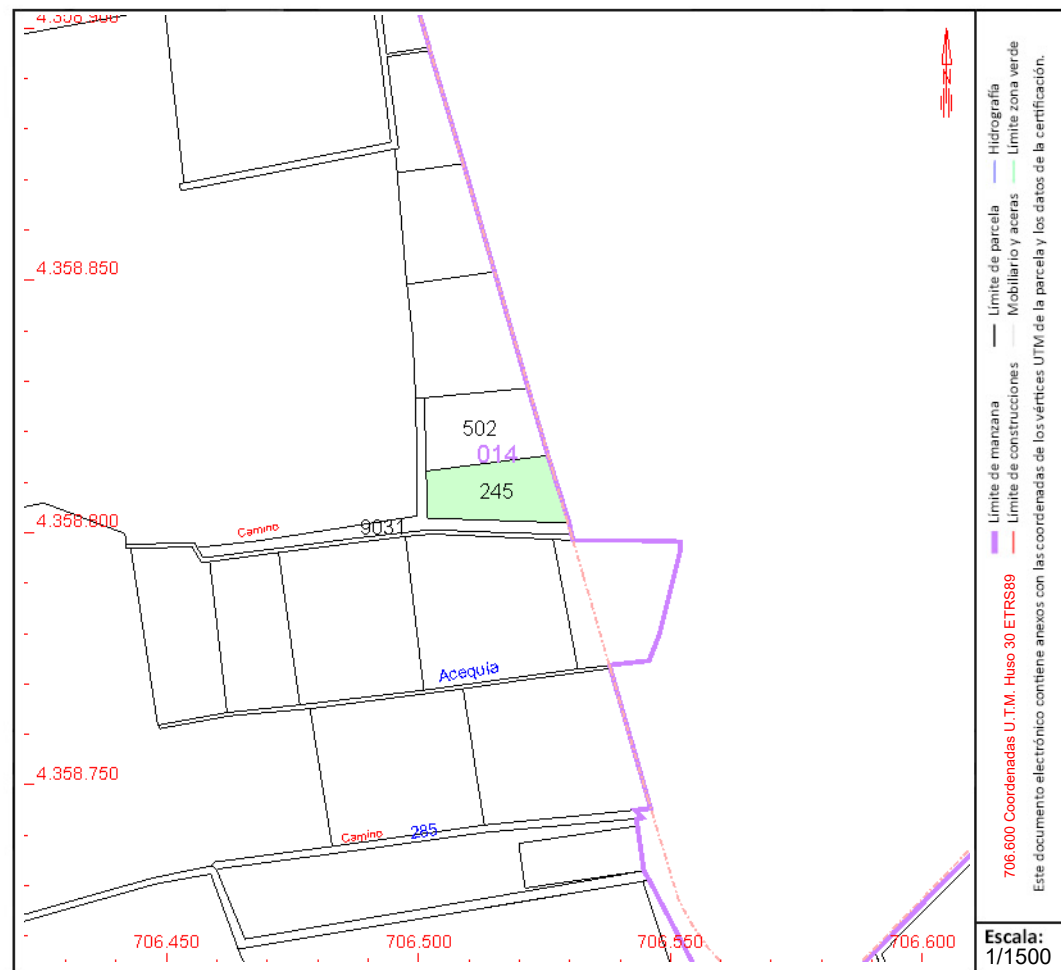 4.358.900
4.358.850
502
014
245
4.358.800
Camino
9031
Acequia
4.358.750
Camino
285
706.450
706.500
706.550
706.600
N
Límite de manzana
Límite de parcela
Hidrografía
Límite de construcciones
Mobiliario y aceras
Límite zona verde
706.600 Coordenadas U.T.M. Huso 30 ETRS89
Este documento electrónico contiene anexos con las coordenadas de los vértices UTM de la parcela y los datos de la certificación.
Escala:
1/1500